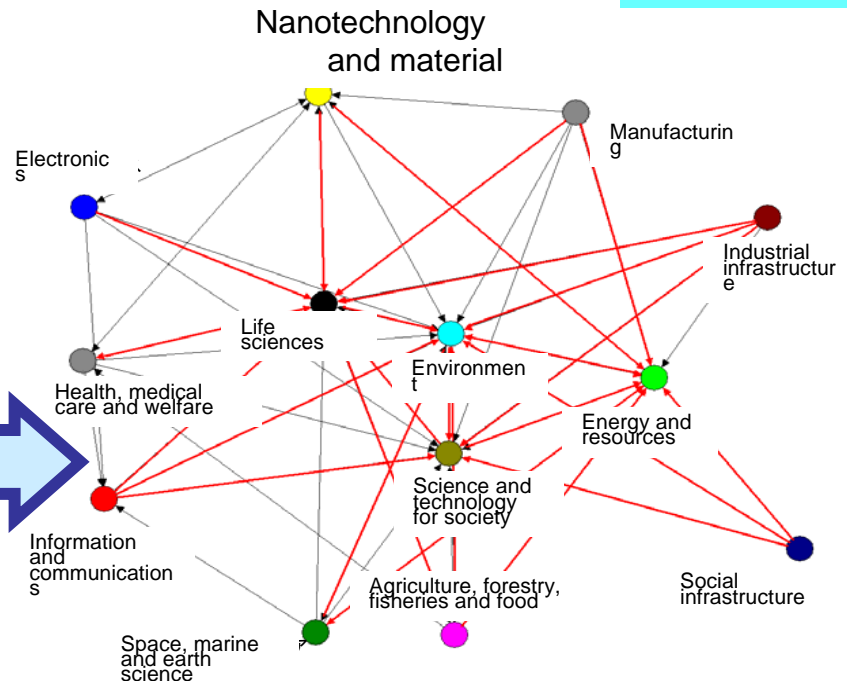 Nanotechnology
and material
Manufacturin
g
Electronic
s
Industrial
infrastructur
e
Life
sciences
Environmen
t
Health, medical
care and welfare
Energy and
resources
Science and
technology
for society
Information
and
communication
s
Agriculture, forestry,
fisheries and food
Social
infrastructure
Space, marine
and earth
science